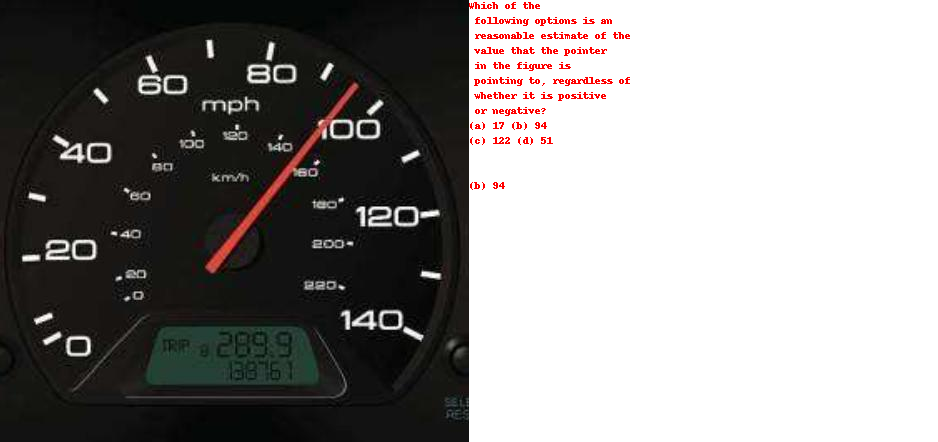 60
80
mph
100
40
120
20
140
0
100
120
140
80
160
km/h
60
180
40
200
20
220
0
TRIP B 289.9
138761
Which of the
following options is an
reasonable estimate of the
value that the pointer
in the figure is
pointing to, regardless of
whether it is positive
or negative?
(a) 17 (b) 94
(c) 122 (d) 51
(b) 94